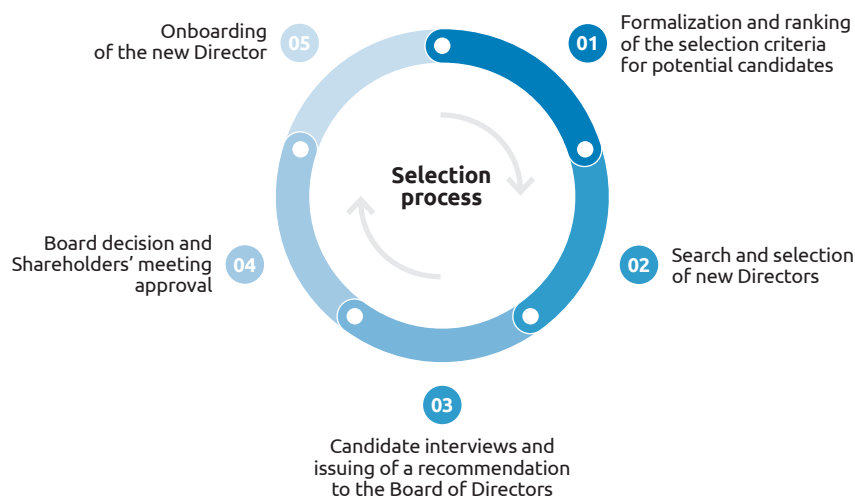 Selection
process
01
Formalization and ranking
of the selection criteria
for potential candidates
02
Search and selection
of new Directors
03
Candidate interviews and
issuing of a recommendation
to the Board of Directors
04
Board decision and
Shareholders’ meeting
approval
05
Onboarding
of the new Director